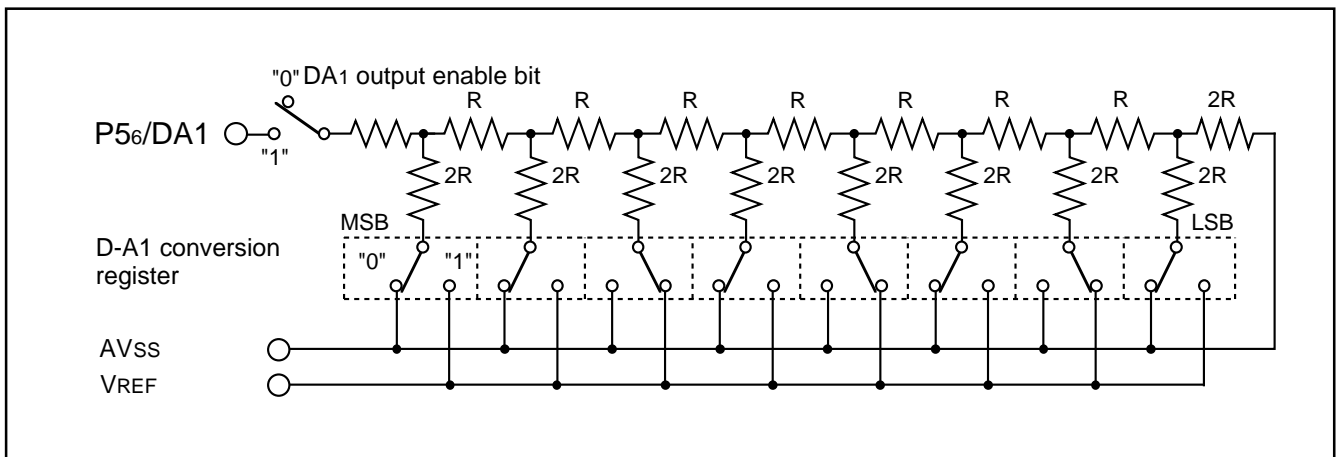 "0" DA1 output enable bit
R R R R R R R 2R
P56/DA1
"1"
2R 2R 2R 2R 2R 2R 2R 2R
MSB LSB
D-A1 conversion
register
"0" "1"
AVSS
VREF